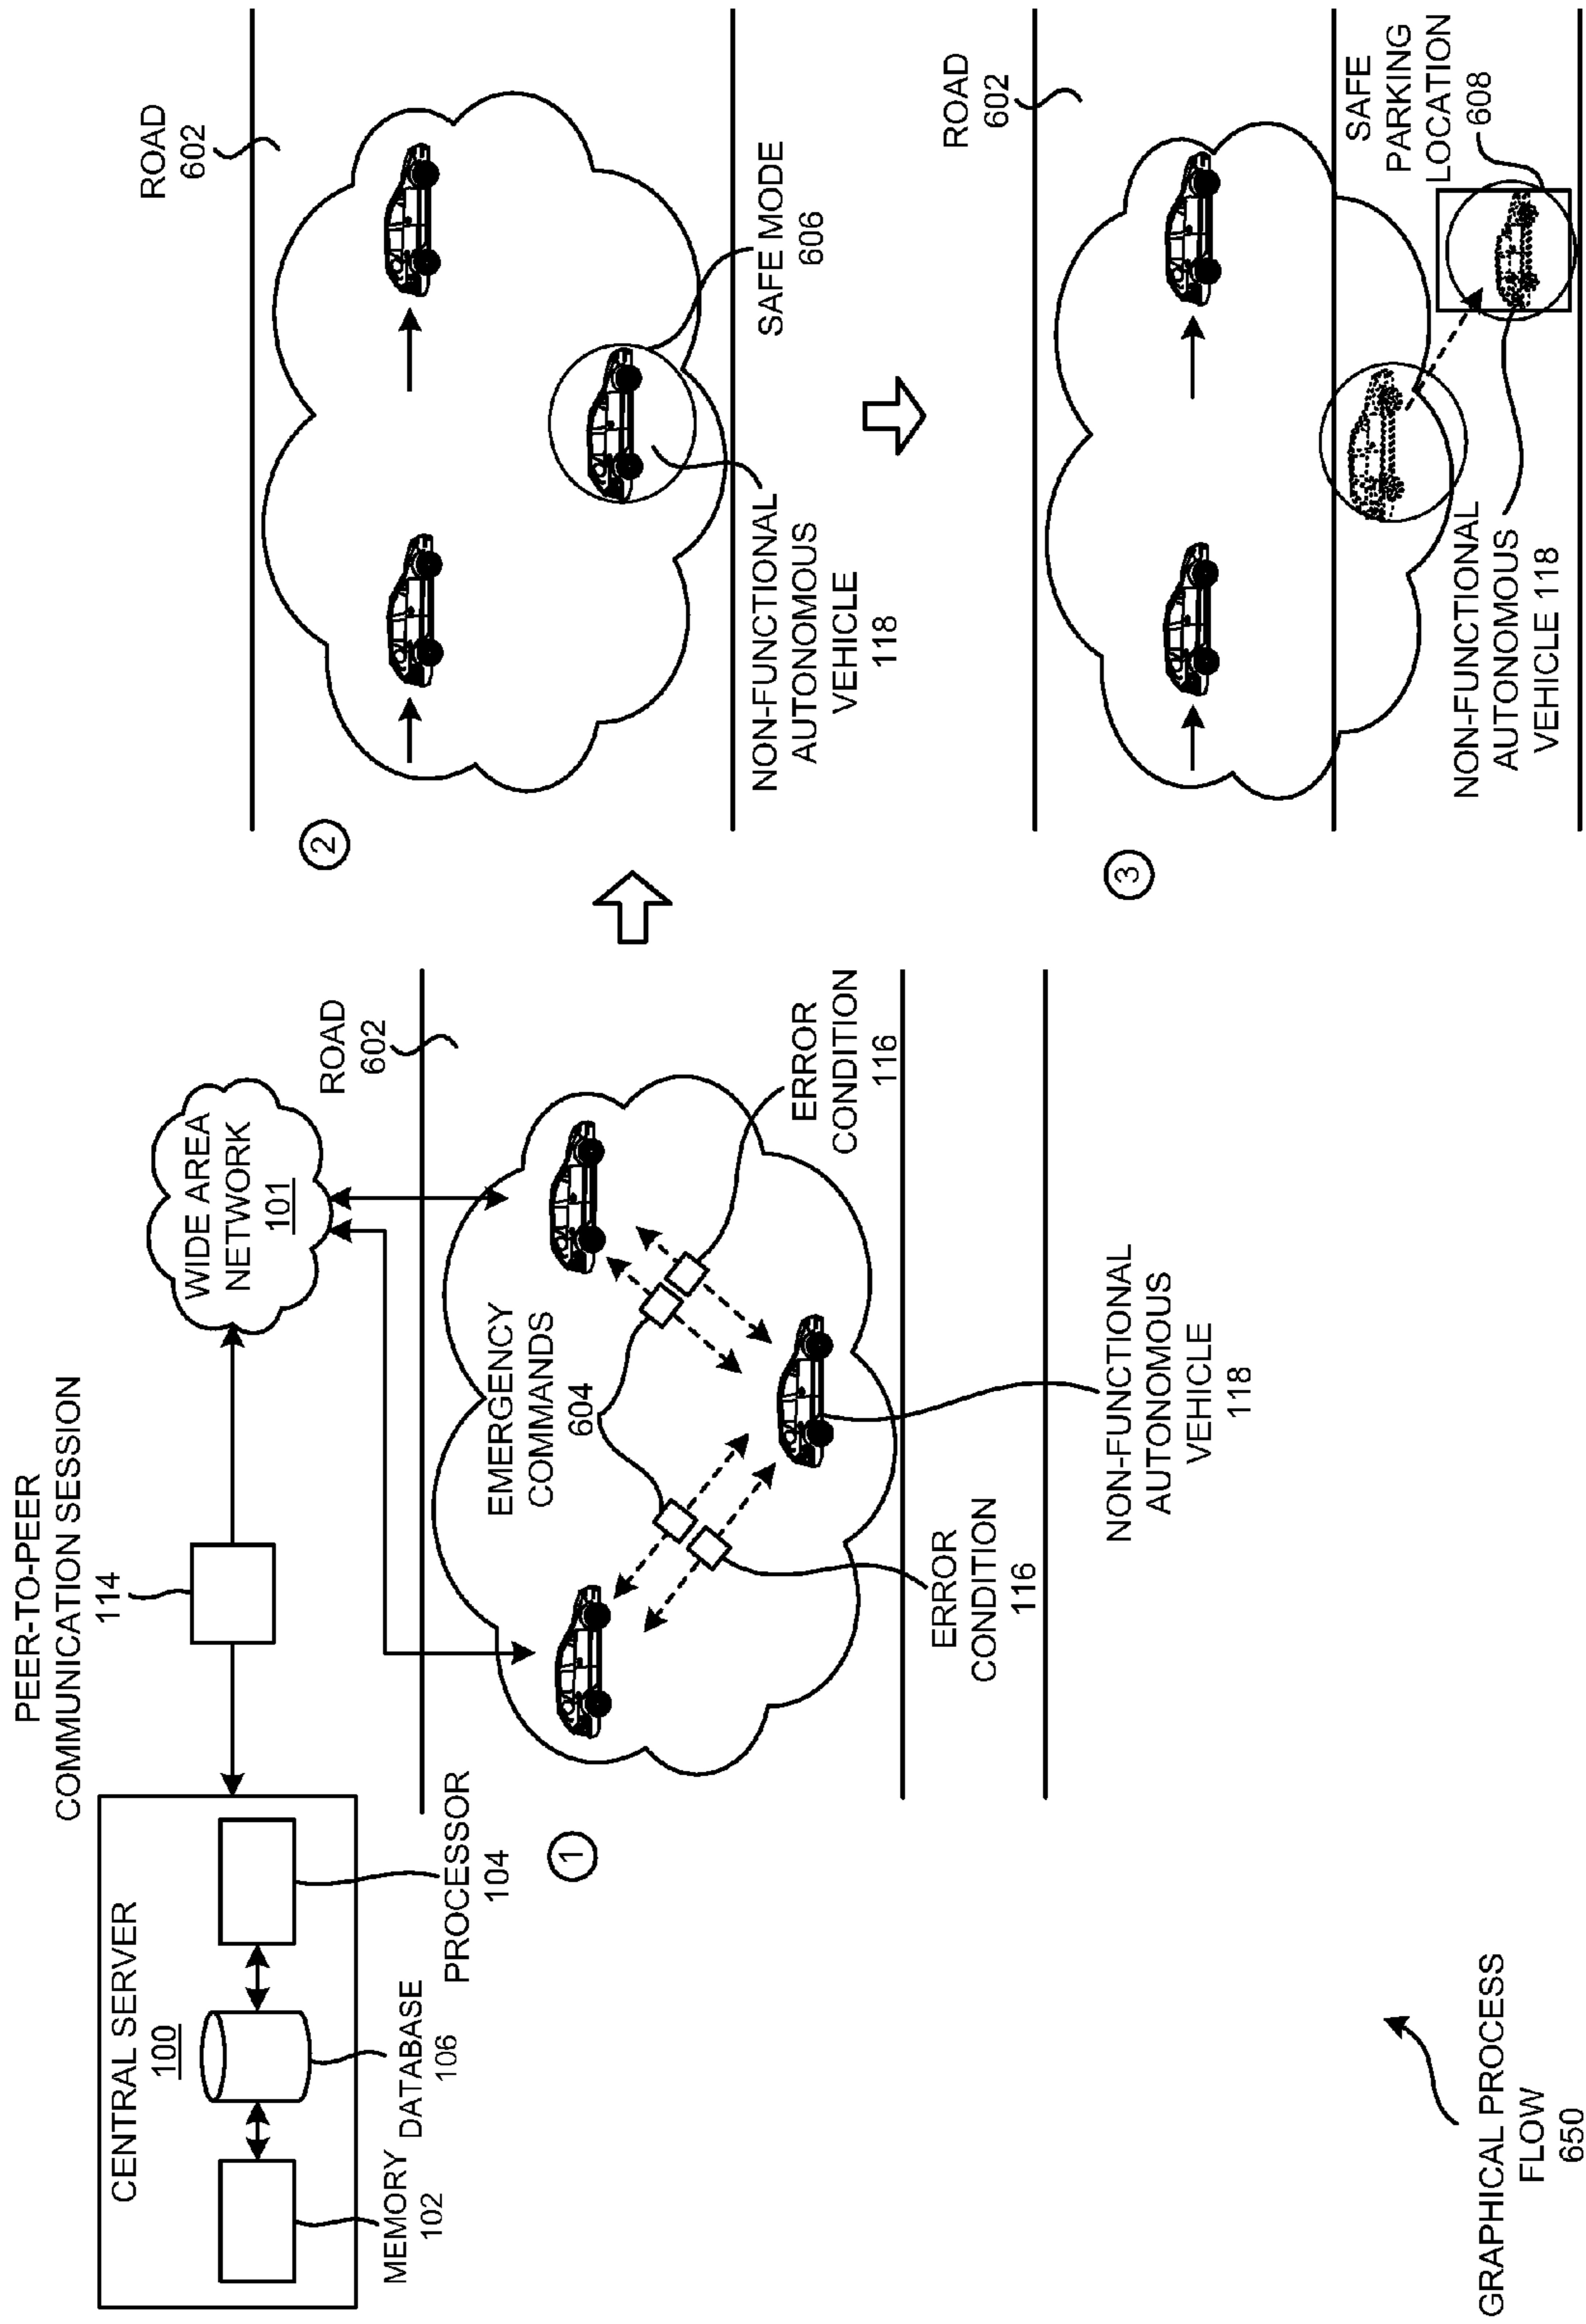 PEER-TO-PEER
COMMUNICATION SESSION
114
CENTRAL SERVER
100
MEMORY
102
DATABASE
106
PROCESSOR
104
WIDE AREA
NETWORK
101
1
ROAD
602
EMERGENCY
COMMANDS
604
ERROR
CONDITION
116
ERROR
CONDITION
116
NON-FUNCTIONAL
AUTONOMOUS
VEHICLE
118
2
ROAD
602
SAFE MODE
606
NON-FUNCTIONAL
AUTONOMOUS
VEHICLE
118
3
ROAD
602
SAFE
PARKING
LOCATION
608
NON-FUNCTIONAL
AUTONOMOUS
VEHICLE 118
GRAPHICAL PROCESS
FLOW
650